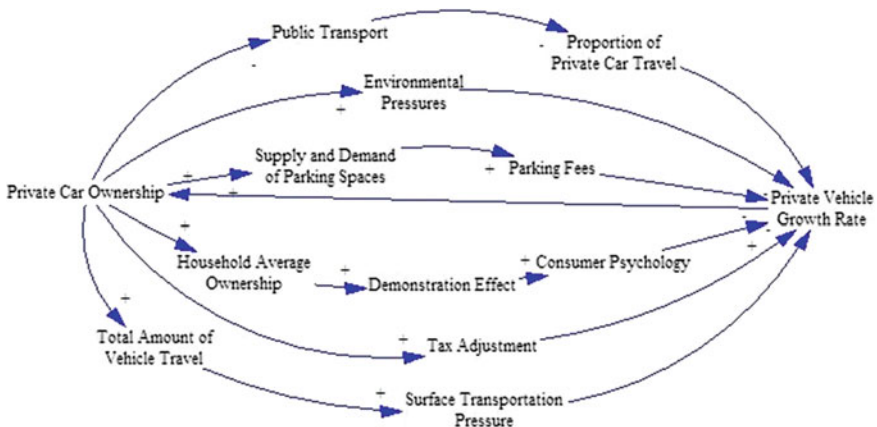 Public Transport
-
-
Proportion of
Private Car Travel
Environmental
Pressures
+
Supply and Demand
of Parking Spaces
+
+
Parking Fees
Private Car Ownership
+
-
Private Vehicle
Growth Rate
-
-
+
+
Household Average
Ownership
+
Demonstration Effect
+
Consumer Psychology
+
Total Amount of
Vehicle Travel
+
Tax Adjustment
+
Surface Transportation
Pressure